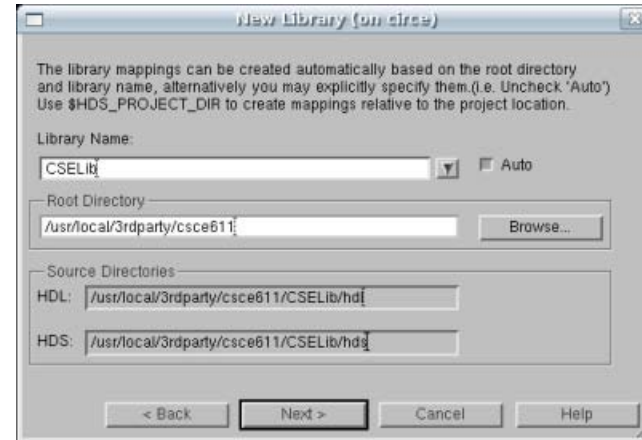 New Library (on circe)
The library mappings can be created automatically based on the root directory
and library name, alternatively you may explicitly specify them.(i.e. Uncheck 'Auto')
Use $HDS_PROJECT_DIR to create mappings relative to the project location.
Library Name:
CSELib
Auto
Root Directory
/usr/local/3rdparty/csce611
Browse...
Source Directories
HDL: /usr/local/3rdparty/csce611/CSELib/hdl
HDS: /usr/local/3rdparty/csce611/CSELib/hds
< Back Next > Cancel Help